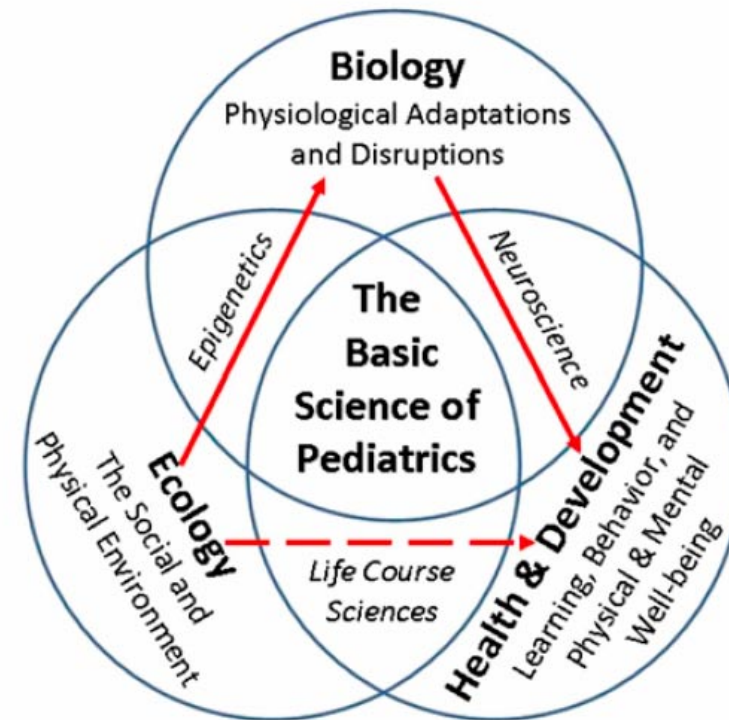 Biology
Physiological Adaptations
and Disruptions
Epigenetics
Neuroscience
The
Basic
Science of
Pediatrics
Ecology
The Social and
Physical Environment
Life Course
Sciences
Health & Development
Learning, Behavior, and
Physical & Mental
Well-being